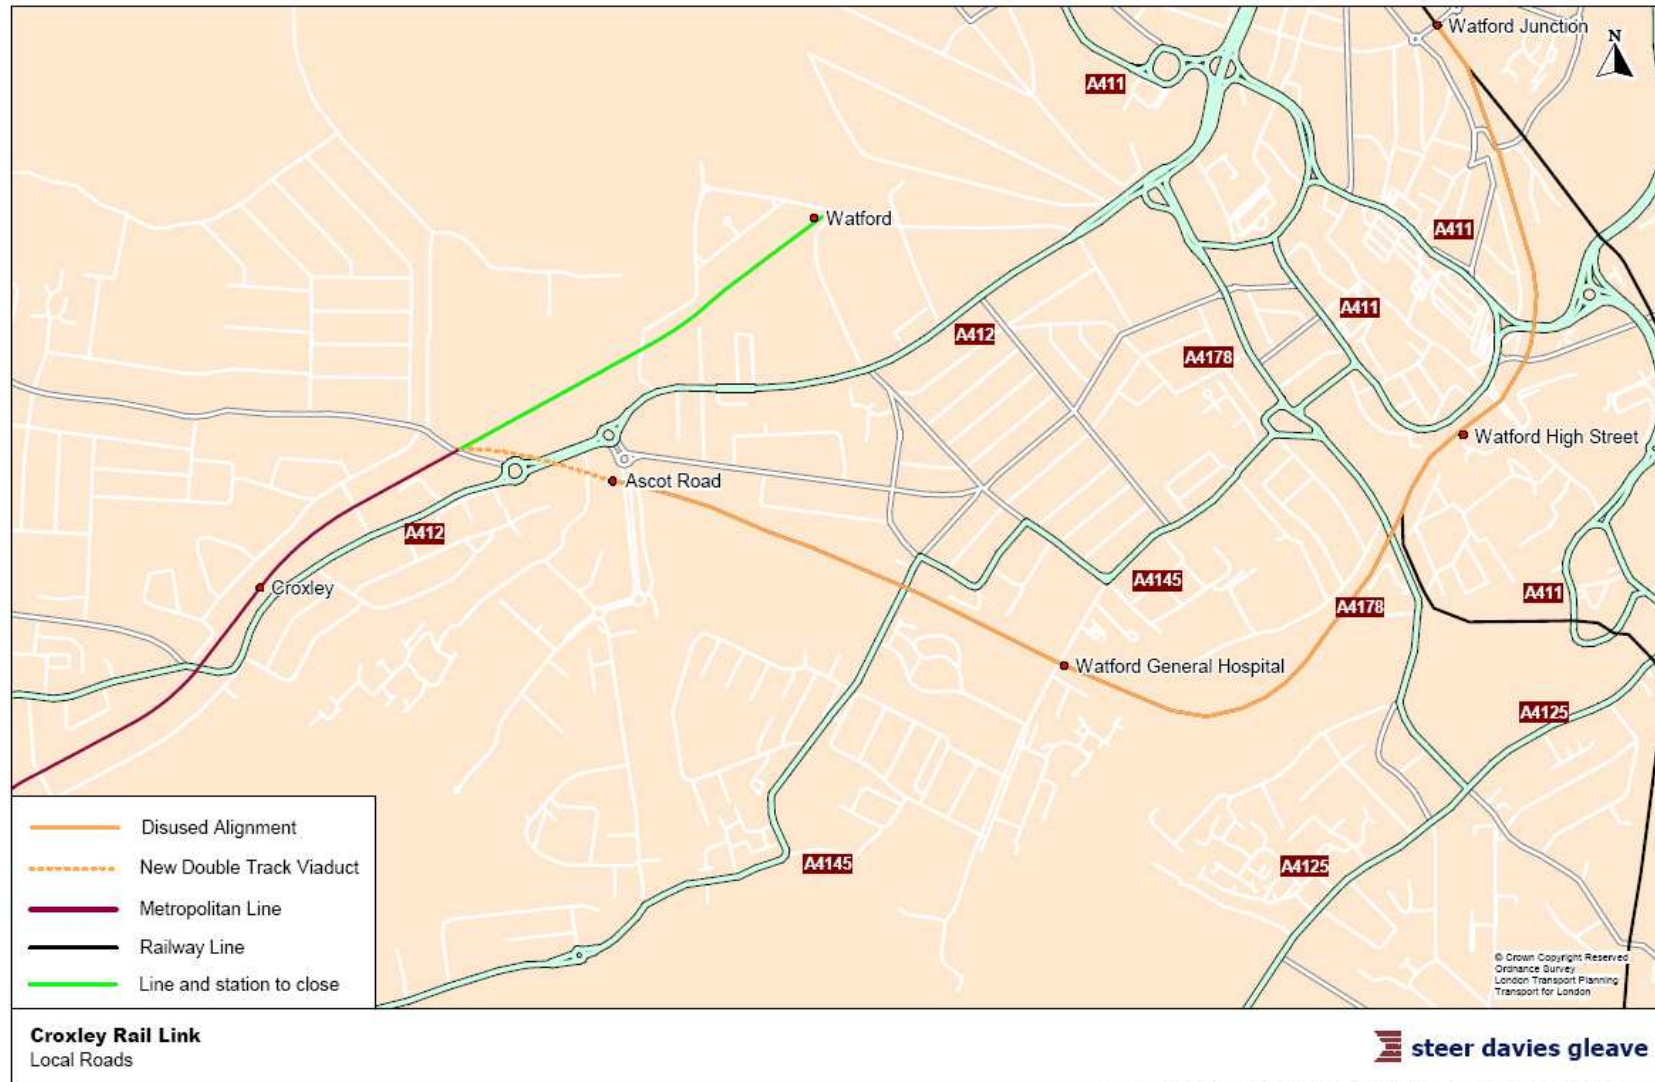 Watford Junction
N
A411
Watford
A411
A411
A412
A4178
Watford High Street
Ascot Road
A412
Croxley
A4145
A411
A4178
Watford General Hospital
A4125
A4145
A4125
Disused Alignment
New Double Track Viaduct
Metropolitan Line
Railway Line
Line and station to close
© Crown Copyright Reserved
Ordnance Survey
London Transport Planning
Transport for London
Croxley Rail Link
Local Roads
steer davies gleave